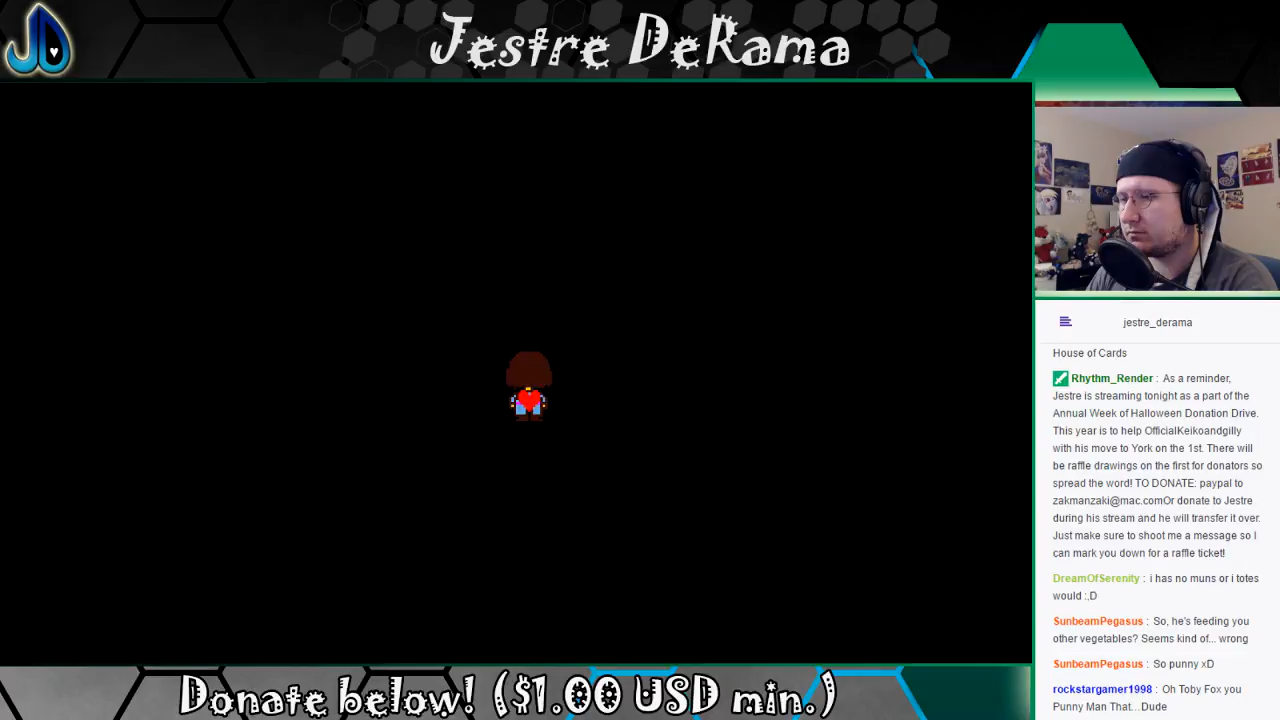 JD
Jestre DeRama
jestre_derama
House of Cards
Rhythm_Render : As a reminder,
Jestre is streaming tonight as a part of the
Annual Week of Halloween Donation Drive.
This year is to help OfficialKeikoandgilly
with his move to York on the 1st. There will
be raffle drawings on the first for donators so
spread the word! TO DONATE: paypal to
zakmanzaki@mac.comOr donate to Jestre
during his stream and he will transfer it over.
Just make sure to shoot me a message so I
can mark you down for a raffle ticket!
DreamOfSerenity : i has no muns or i totes
would :,D
SunbeamPegasus : So, he's feeding you
other vegetables? Seems kind of... wrong
SunbeamPegasus : So punny xD
rockstargamer1998 : Oh Toby Fox you
Punny Man That...Dude
Donate below! ($1.00 USD min.)